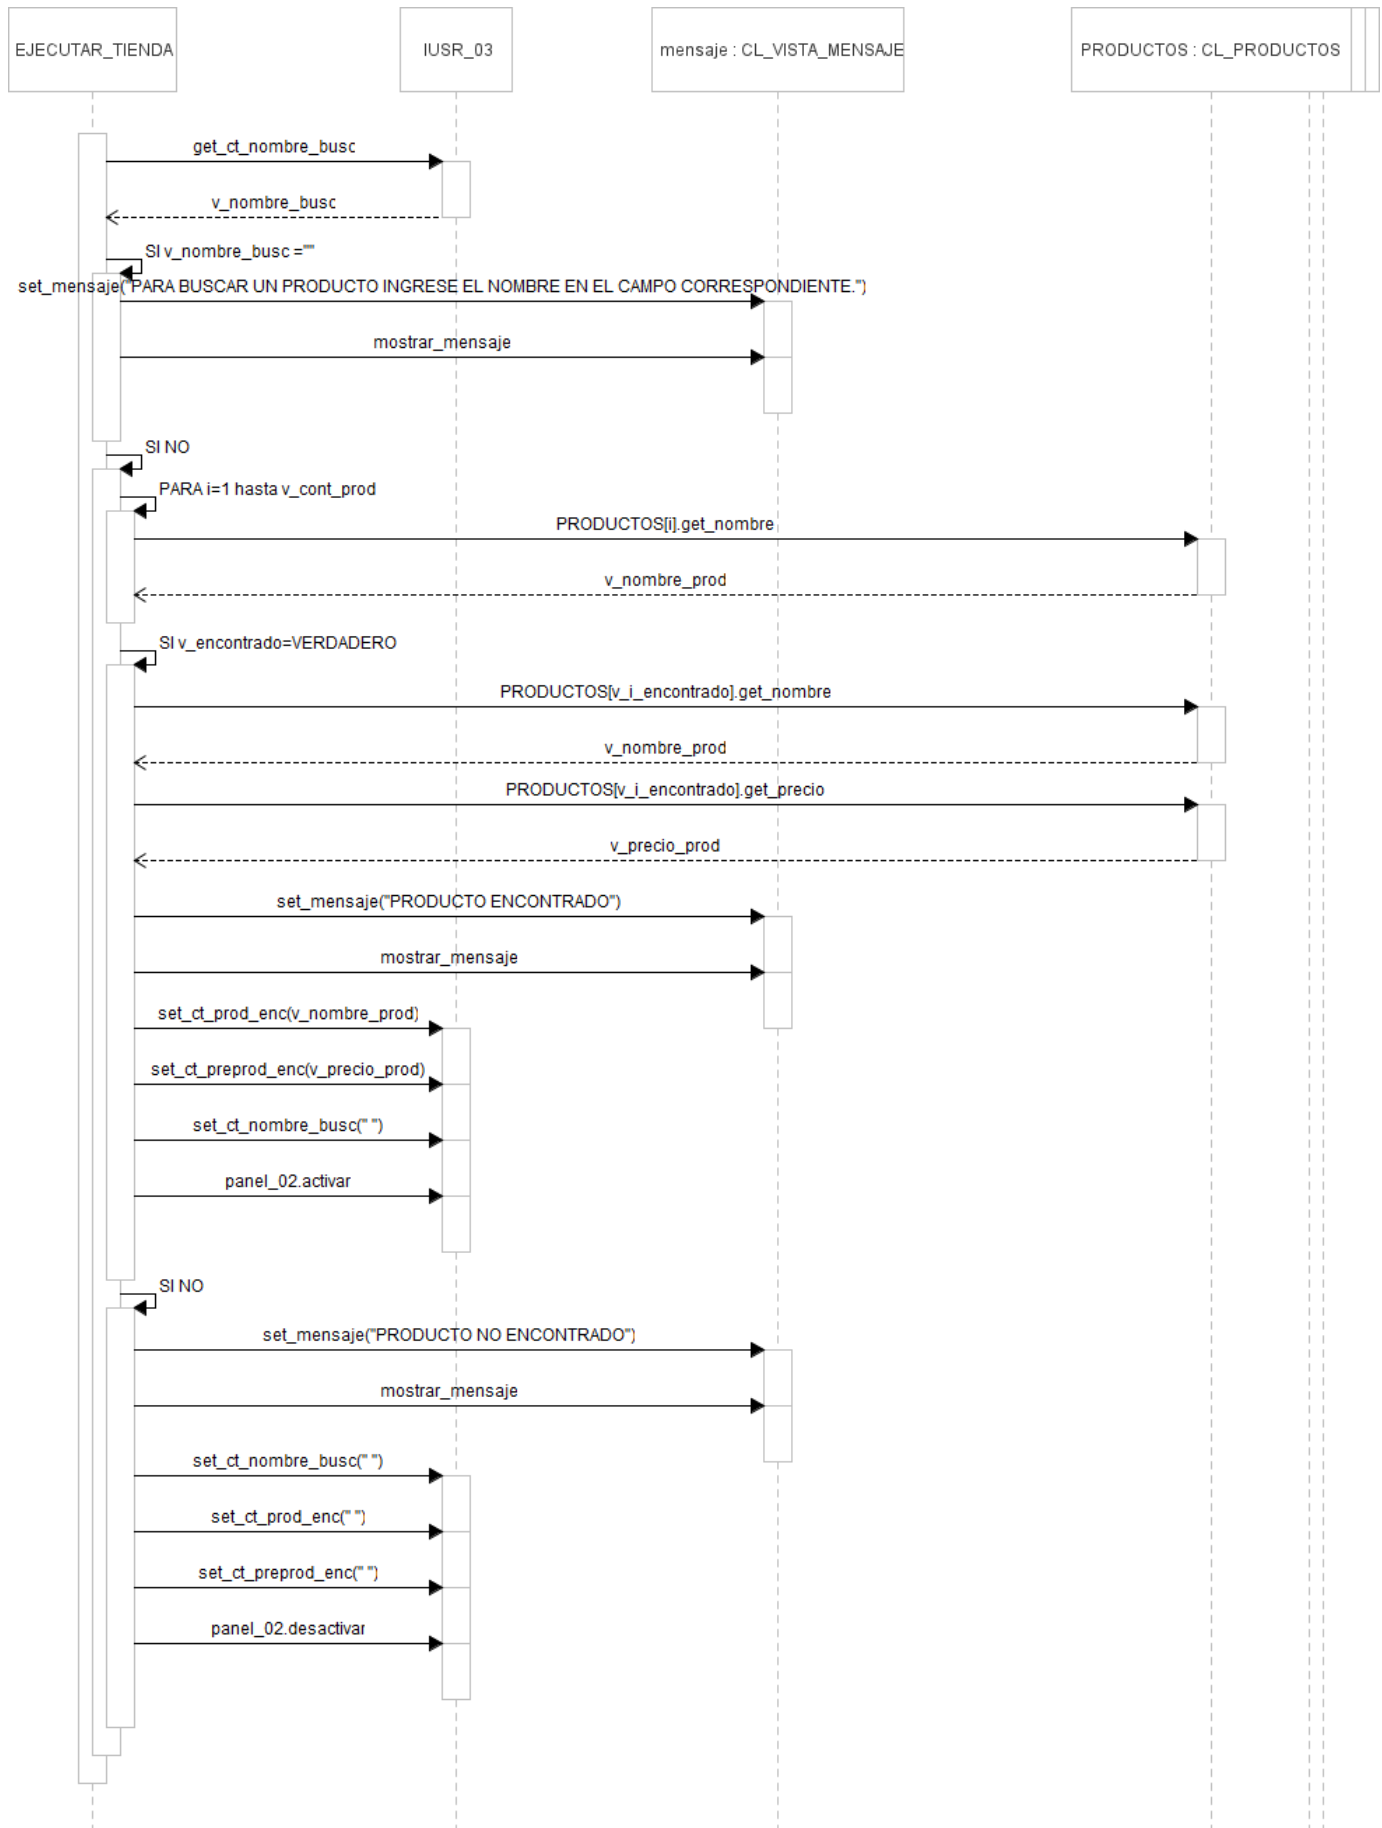 EJECUTAR_TIENDA
IUSR_03
mensaje : CL_VISTA_MENSAJE
PRODUCTOS : CL_PRODUCTOS
get_ct_nombre_busc
v_nombre_busc
SI v_nombre_busc =""
set_mensaje("PARA BUSCAR UN PRODUCTO INGRESE EL NOMBRE EN EL CAMPO CORRESPONDIENTE.")
mostrar_mensaje
SI NO
PARA i=1 hasta v_cont_prod
PRODUCTOS[i].get_nombre
v_nombre_prod
SI v_encontrado=VERDADERO
PRODUCTOS[v_i_encontrado].get_nombre
v_nombre_prod
PRODUCTOS[v_i_encontrado].get_precio
v_precio_prod
set_mensaje("PRODUCTO ENCONTRADO")
mostrar_mensaje
set_ct_prod_enc(v_nombre_prod)
set_ct_preprod_enc(v_precio_prod)
set_ct_nombre_busc(" ")
panel_02.activar
SI NO
set_mensaje("PRODUCTO NO ENCONTRADO")
mostrar_mensaje
set_ct_nombre_busc(" ")
set_ct_prod_enc(" ")
set_ct_preprod_enc(" ")
panel_02.desactivar